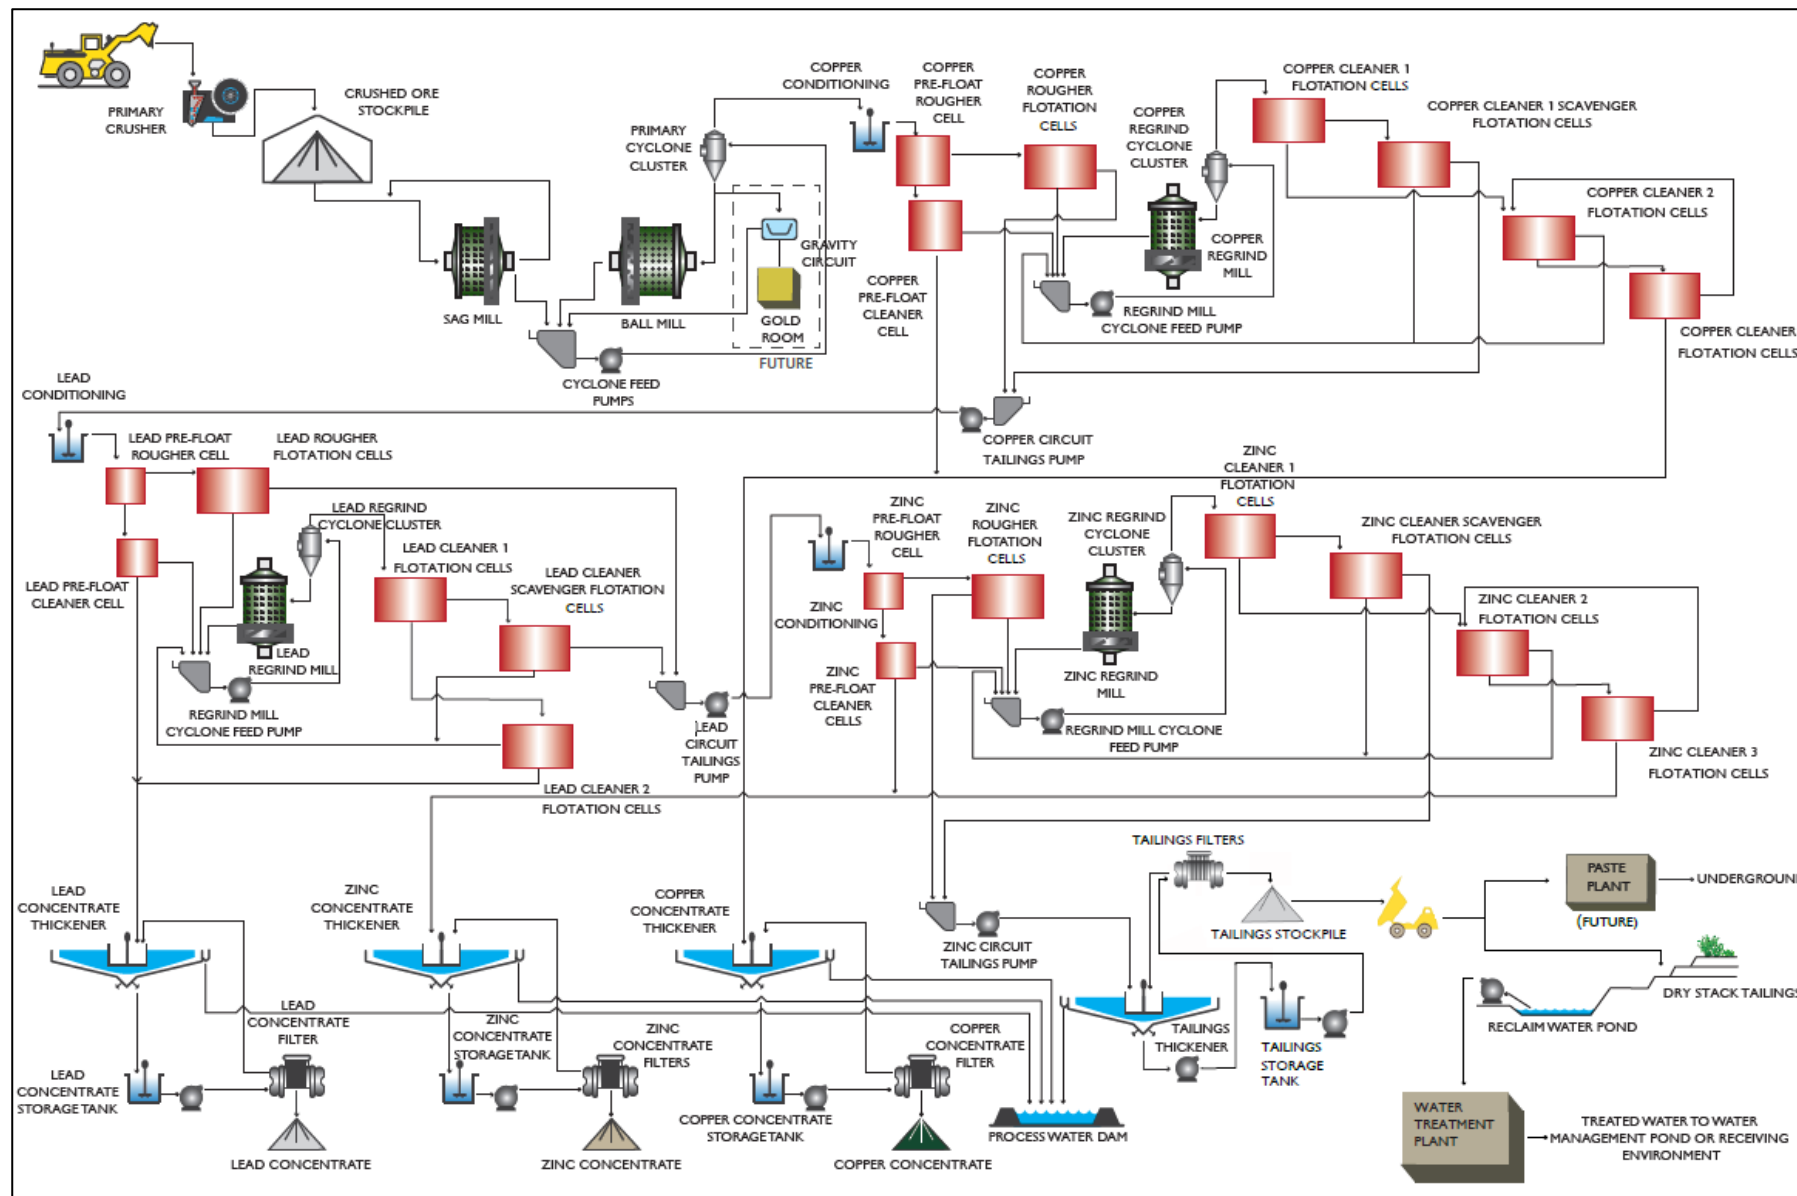 PRIMARY
CRUSHER
CRUSHED ORE
STOCKPILE
SAG MILL
PRIMARY
CYCLONE
CLUSTER
BALL MILL
GRAVITY
CIRCUIT
GOLD
ROOM
FUTURE
CYCLONE FEED
PUMPS
COPPER
CONDITIONING
COPPER
PRE-FLOAT
ROUGHER
CELL
COPPER
ROUGHER
FLOTATION
CELLS
COPPER
PRE-FLOAT
CLEANER
CELL
COPPER
REGRIND
CYCLONE
CLUSTER
COPPER
REGRIND
MILL
REGRIND MILL
CYCLONE FEED PUMP
COPPER CLEANER 1
FLOTATION CELLS
COPPER CLEANER 1 SCAVENGER
FLOTATION CELLS
COPPER CLEANER 2
FLOTATION CELLS
COPPER CLEANER
FLOTATION CELLS
COPPER CIRCUIT
TAILINGS PUMP
LEAD
CONDITIONING
LEAD PRE-FLOAT
ROUGHER CELL
LEAD ROUGHER
FLOTATION CELLS
LEAD REGRIND
CYCLONE CLUSTER
LEAD PRE-FLOAT
CLEANER CELL
LEAD
REGRIND MILL
REGRIND MILL
CYCLONE FEED PUMP
LEAD CLEANER 1
FLOTATION CELLS
LEAD CLEANER
SCAVENGER FLOTATION
CELLS
LEAD CLEANER 2
FLOTATION CELLS
LEAD
CIRCUIT
TAILINGS
PUMP
ZINC
CONDITIONING
ZINC
PRE-FLOAT
ROUGHER
CELL
ZINC
ROUGHER
FLOTATION
CELLS
ZINC
PRE-FLOAT
CLEANER
CELLS
ZINC REGRIND
CYCLONE
CLUSTER
ZINC REGRIND
MILL
REGRIND MILL CYCLONE
FEED PUMP
ZINC
CLEANER 1
FLOTATION
CELLS
ZINC CLEANER SCAVENGER
FLOTATION CELLS
ZINC CLEANER 2
FLOTATION CELLS
ZINC CLEANER 3
FLOTATION CELLS
LEAD
CONCENTRATE
THICKENER
ZINC
CONCENTRATE
THICKENER
COPPER
CONCENTRATE
THICKENER
ZINC CIRCUIT
TAILINGS PUMP
TAILINGS FILTERS
TAILINGS STOCKPILE
PASTE
PLANT
(FUTURE)
UNDERGROUND
DRY STACK TAILINGS
RECLAIM WATER POND
TAILINGS
THICKENER
TAILINGS
STORAGE
TANK
LEAD
CONCENTRATE
FILTER
ZINC
CONCENTRATE
STORAGE TANK
ZINC
CONCENTRATE
FILTERS
COPPER
CONCENTRATE
FILTER
LEAD
CONCENTRATE
STORAGE TANK
COPPER CONCENTRATE
STORAGE TANK
LEAD CONCENTRATE
ZINC CONCENTRATE
COPPER CONCENTRATE
PROCESS WATER DAM
WATER
TREATMENT
PLANT
TREATED WATER TO WATER
MANAGEMENT POND OR RECEIVING
ENVIRONMENT